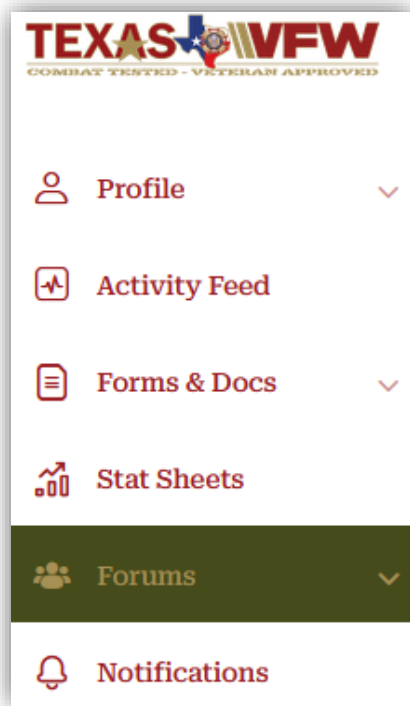 TEXAS VFW
COMBAT TESTED - VETERAN APPROVED
Profile
Activity Feed
Forms & Docs
Stat Sheets
Forums
Notifications